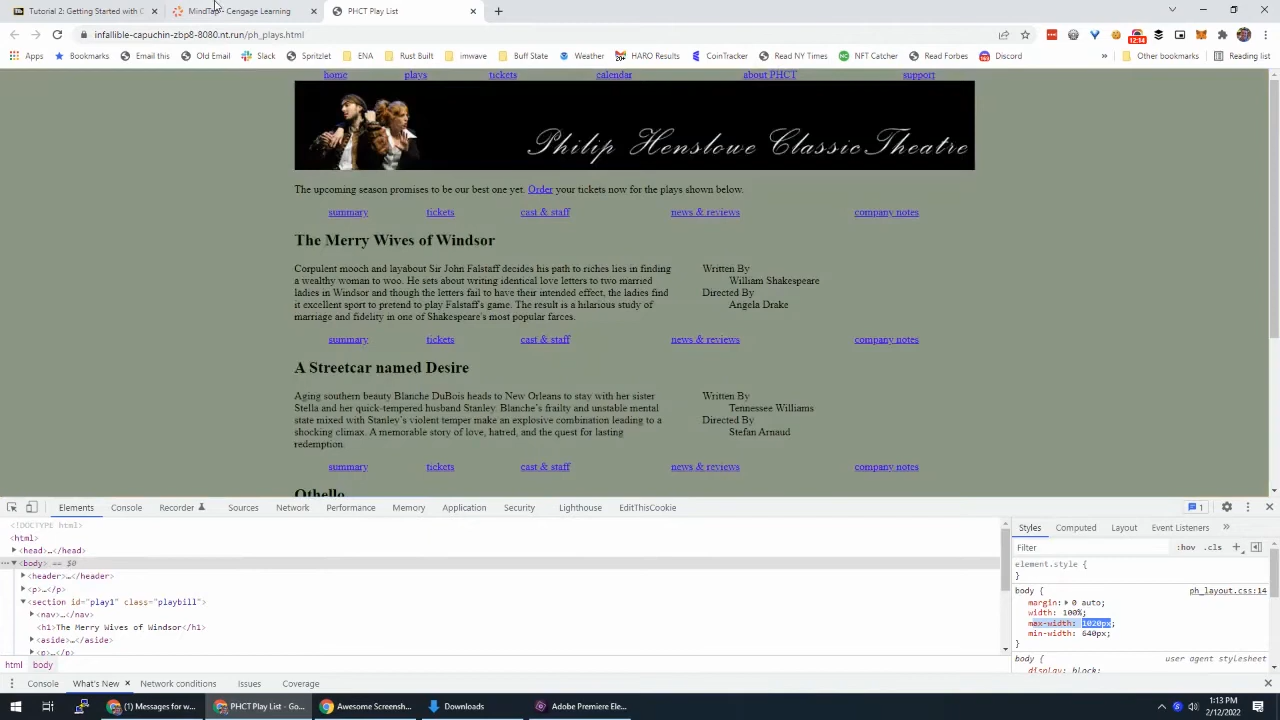 Tutorial 2: Getting Started with C
MindTap - Cengage Learning
PHCT Play List
infallible-capuchin-zbp8-8080.nt.run/ph_plays.html
12:14
Apps
Bookmarks
Email this
Old Email
Slack
Spritzlet
ENA
Rut Build
imwave
Buff State
Weather
HARO Results
CoinTracker
Read NY Times
NFT Catcher
Read Forbes
Discord
Other bookmarks
Reading list
home plays tickets calendar about PHCT support
Philip Henslowe Classic Theatre
The upcoming season promises to be our best one yet. Order your tickets now for the plays shown below.
summary tickets cast & staff news & reviews company notes
The Merry Wives of Windsor
Corpulent mooch and layabout Sir John Falstaff decides his path to riches lies in finding
a wealthy woman to woo. He sets about writing identical love letters to two married
ladies in Windsor and though the letters fail to have their intended effect, the ladies find
it excellent sport to pretend to play Falstaff's game. The result is a hilarious study of
marriage and fidelity in one of Shakespeare's most popular farces.
Written By
William Shakespeare
Directed By
Angela Drake
summary tickets cast & staff news & reviews company notes
A Streetcar named Desire
Aging southern beauty Blanche DuBois heads to New Orleans to stay with her sister
Stella and her quick-tempered husband Stanley. Blanche's frailty and unstable mental
state mixed with Stanley's violent temper make an explosive combination leading to a
shocking climax. A memorable story of love, hatred, and the quest for lasting
redemption.
Written By
Tennessee Williams
Directed By
Stefan Arnaud
summary tickets cast & staff news & reviews company notes
Othello
Elements Console Recorder Sources Network Performance Memory Application Security Lighthouse EditThisCookie 1
<!DOCTYPE html>
<html>
<head>…</head>
<body> == $0
<header>…</header>
<p>…</p>
<section id="play1" class="playbill">
<nav>…</nav>
<h1>The Merry Wives of Windsor</h1>
<aside>…</aside>
<p>…</p>
html body
Styles Computed Layout Event Listeners »
Filter :hov .cls +
element.style {
}
body { ph_layout.css:14
margin: 0 auto;
width: 100%;
max-width: 1020px;
min-width: 640px;
}
body { user agent stylesheet
display: block;
Console What's New Network conditions Issues Coverage
(1) Messages for w...
PHCT Play List - Go...
Awesome Screensh...
Downloads
Adobe Premiere Ele...
1:13 PM
2/12/2022